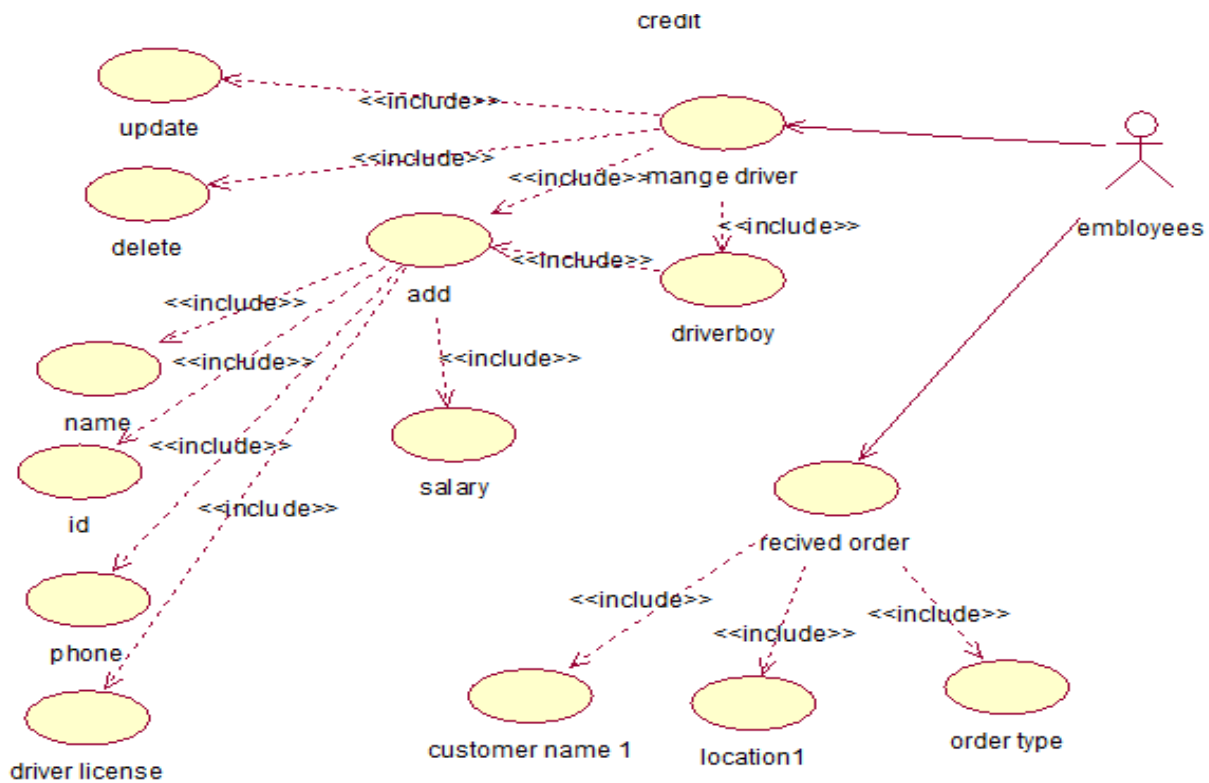 credit
<<include>>
update
<<include>>
<<include>>
mange driver
<<include>>
embloyees
delete
<<include>>
add
<<include>>
driverboy
<<include>>
<<include>>
name
<<include>>
salary
id
<<include>>
recived order
phone
<<include>>
<<include>>
<<include>>
customer name 1
location1
order type
driver license